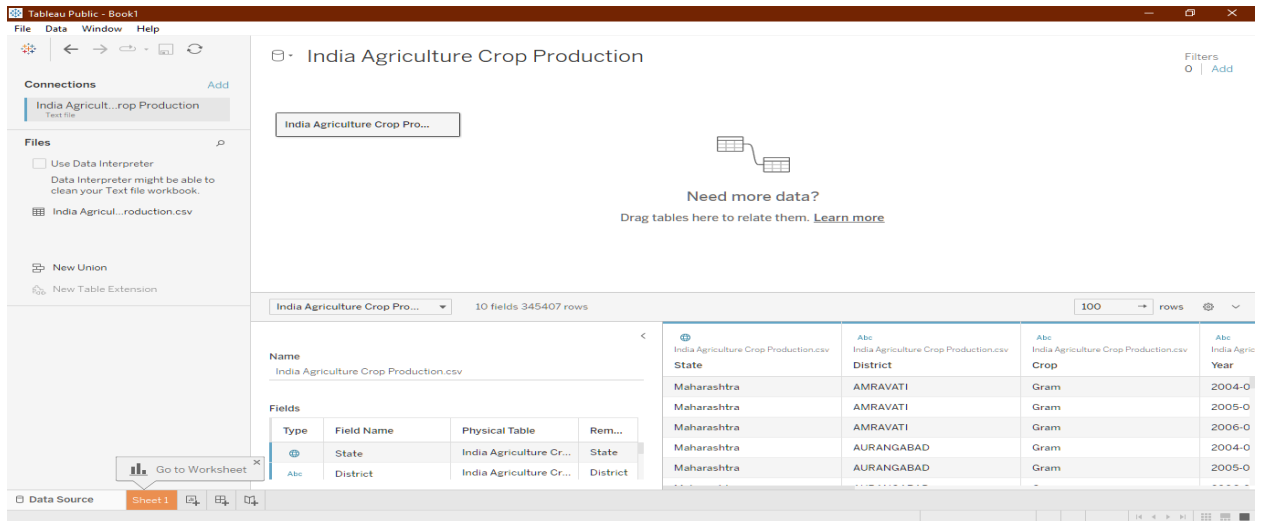 Tableau Public - Book1
File Data Window Help
Connections Add
India Agricult...rop Production
Text file
Files
Use Data Interpreter
Data Interpreter might be able to
clean your Text file workbook.
India Agricul...roduction.csv
New Union
New Table Extension
India Agriculture Crop Production
Filters
0 Add
India Agriculture Crop Pro...
Need more data?
Drag tables here to relate them. Learn more
India Agriculture Crop Pro... 10 fields 345407 rows 100 → rows
Name
India Agriculture Crop Production.csv
Fields
Type Field Name Physical Table Rem...
State India Agriculture Cr... State
Abc District India Agriculture Cr... District
Abc Abc Abc
India Agriculture Crop Production.csv India Agriculture Crop Production.csv India Agriculture Crop Production.csv India Agric
State District Crop Year
Maharashtra AMRAVATI Gram 2004-0
Maharashtra AMRAVATI Gram 2005-0
Maharashtra AMRAVATI Gram 2006-0
Maharashtra AURANGABAD Gram 2004-0
Maharashtra AURANGABAD Gram 2005-0
Go to Worksheet
Data Source Sheet 1